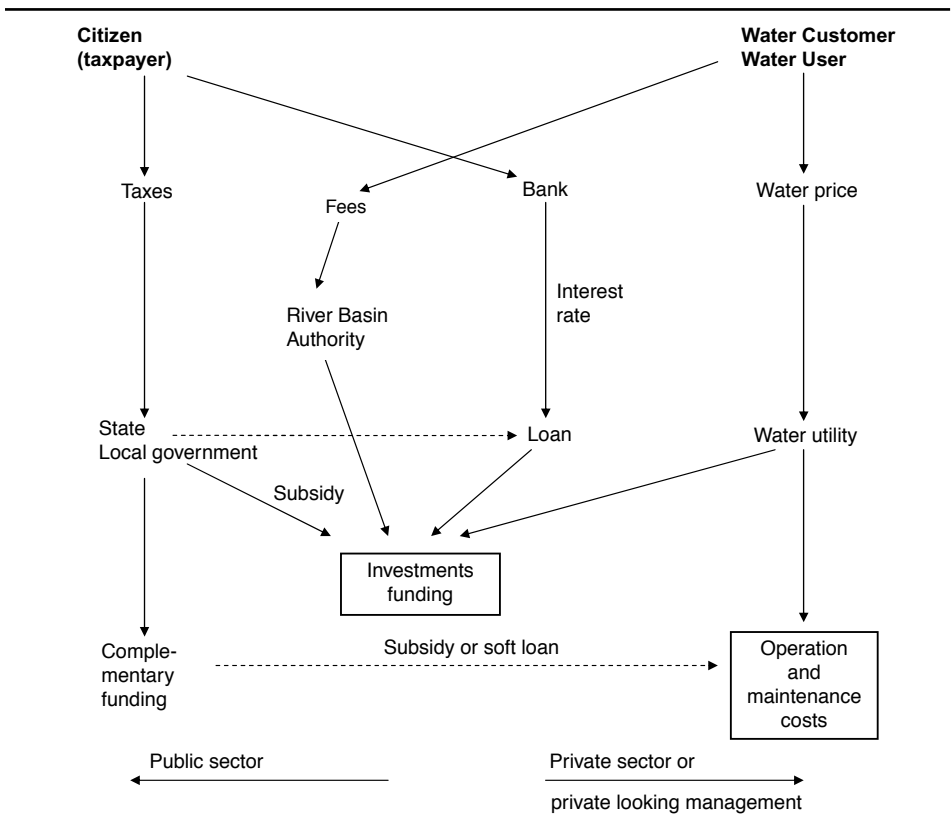 Citizen
(taxpayer)
Water Customer
Water User
Taxes
Fees
Bank
Water price
River Basin
Authority
Interest
rate
State
Local government
Loan
Water utility
Subsidy
Investments
funding
Comple-
mentary
funding
Subsidy or soft loan
Operation
and
maintenance
costs
Public sector
Private sector or
private looking management